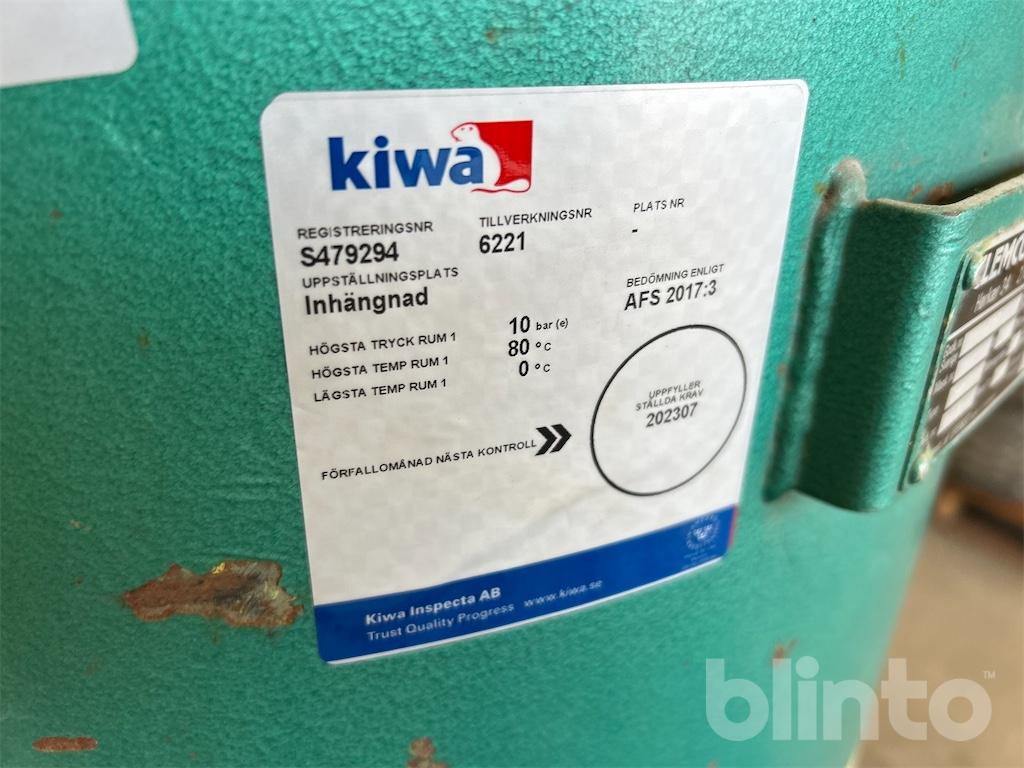 kiwa
REGISTRERINGSNR TILLVERKNINGSNR PLATS NR
S479294 6221 -
UPPSTÄLLNINGSPLATS BEDÖMNING ENLIGT
Inhängnad AFS 2017:3
HÖGSTA TRYCK RUM 1 10 bar (e)
HÖGSTA TEMP RUM 1 80 °C
LÄGSTA TEMP RUM 1 0 °C
UPPFYLLER
STÄLLDA KRAV
202307
FÖRFALLOMÅNAD NÄSTA KONTROLL
Kiwa Inspecta AB
Trust Quality Progress www.kiwa.se
blinto™